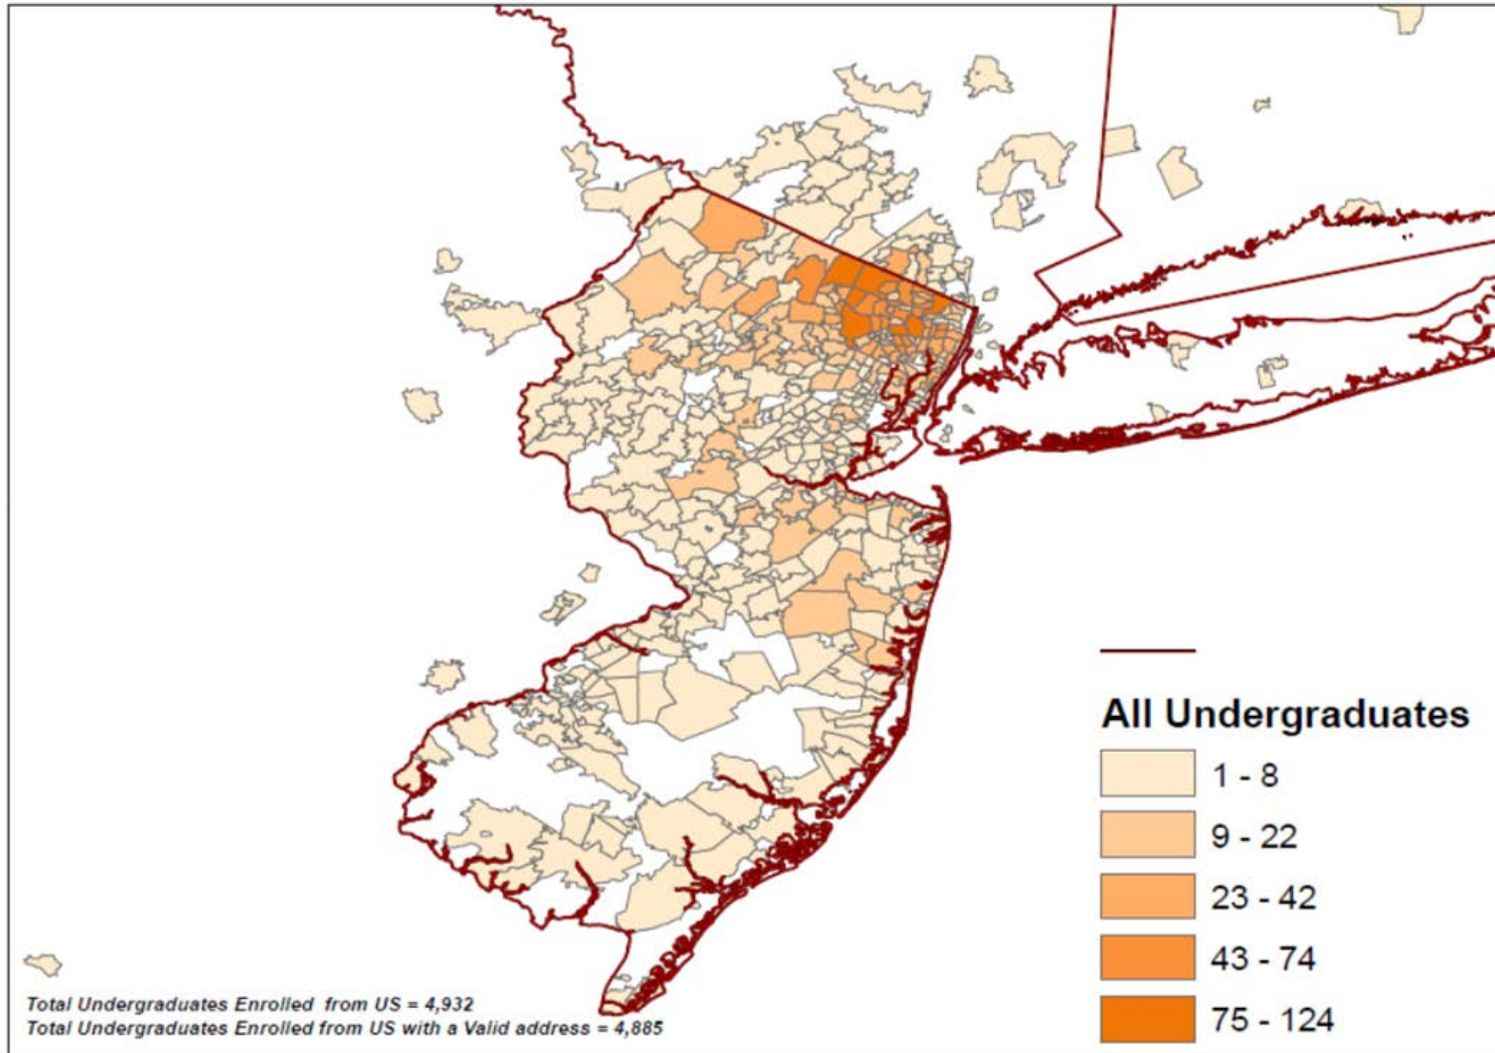 All Undergraduates
1 - 8
9 - 22
23 - 42
43 - 74
75 - 124
Total Undergraduates Enrolled from US = 4,932
Total Undergraduates Enrolled from US with a Valid address = 4,885